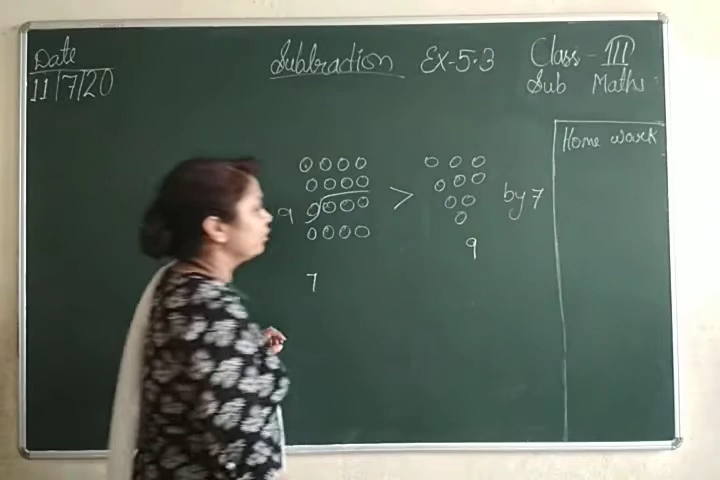 Date
11/7/20
Subtraction Ex-5.3
Class - III
Sub Maths
Home work
0000
0000
9 0000 > by 7
0000
7
000
000
00
0
9